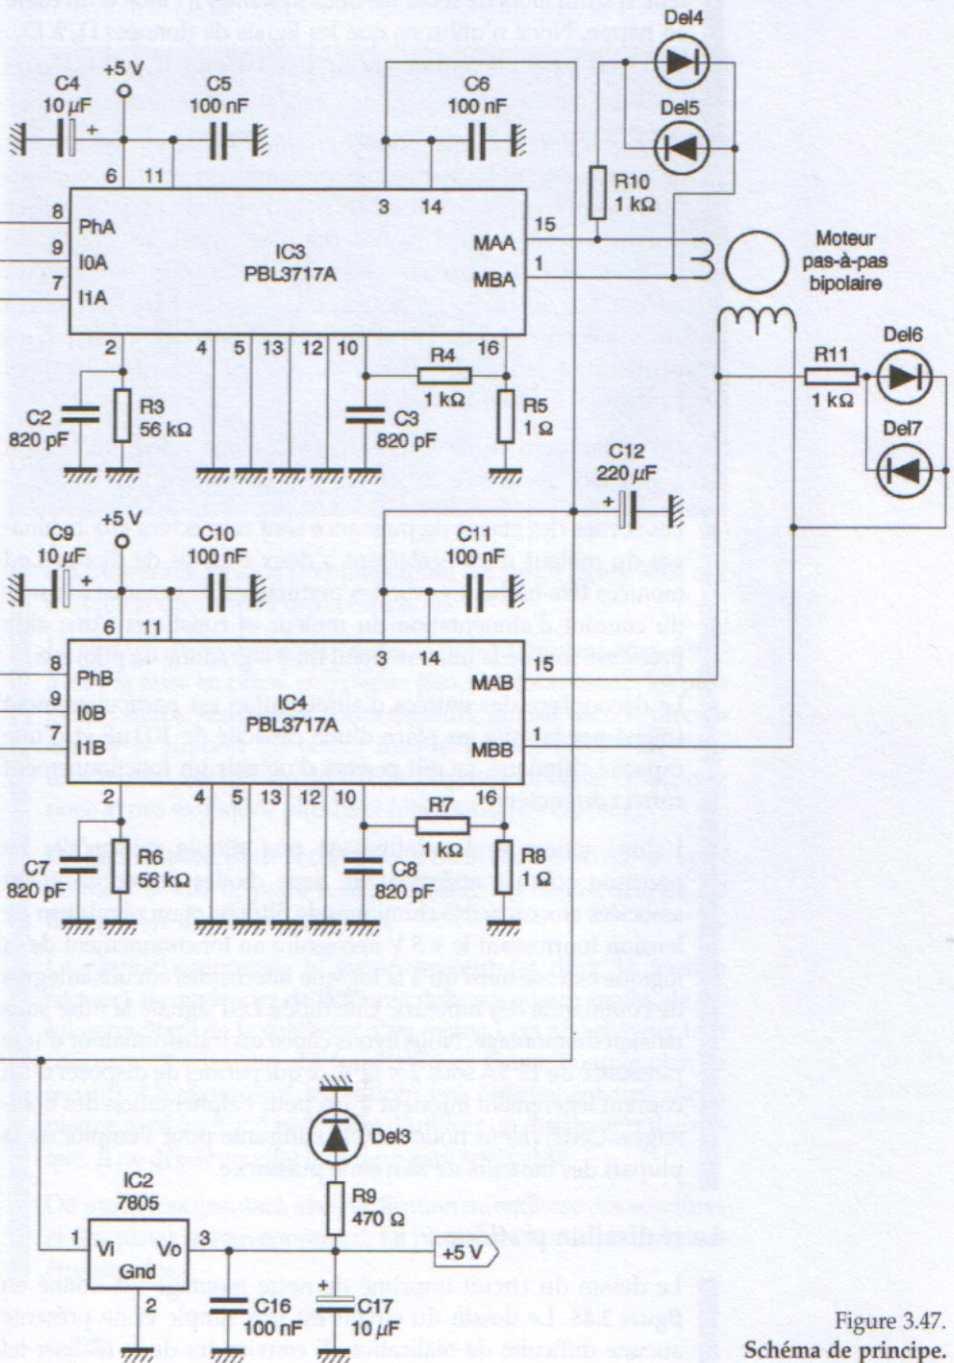 Del4
+5 V
C4
10 µF
+
C5
100 nF
C6
100 nF
Del5
R10
1 kΩ
6
11
3
14
8
PhA
9
I0A
7
I1A
IC3
PBL3717A
MAA
15
MBA
1
Moteur
pas-à-pas
bipolaire
2
4
5
13
12
10
16
R4
1 kΩ
C2
820 pF
R3
56 kΩ
C3
820 pF
R5
1 Ω
R11
1 kΩ
Del6
Del7
C12
220 µF
+
+5 V
C9
10 µF
+
C10
100 nF
C11
100 nF
6
11
3
14
8
PhB
9
I0B
7
I1B
IC4
PBL3717A
MAB
15
MBB
1
2
4
5
13
12
10
16
R7
1 kΩ
C7
820 pF
R6
56 kΩ
C8
820 pF
R8
1 Ω
Del3
R9
470 Ω
IC2
7805
1
Vi
Vo
3
Gnd
2
+5 V
C16
100 nF
+
C17
10 µF
Figure 3.47.
Schéma de principe.